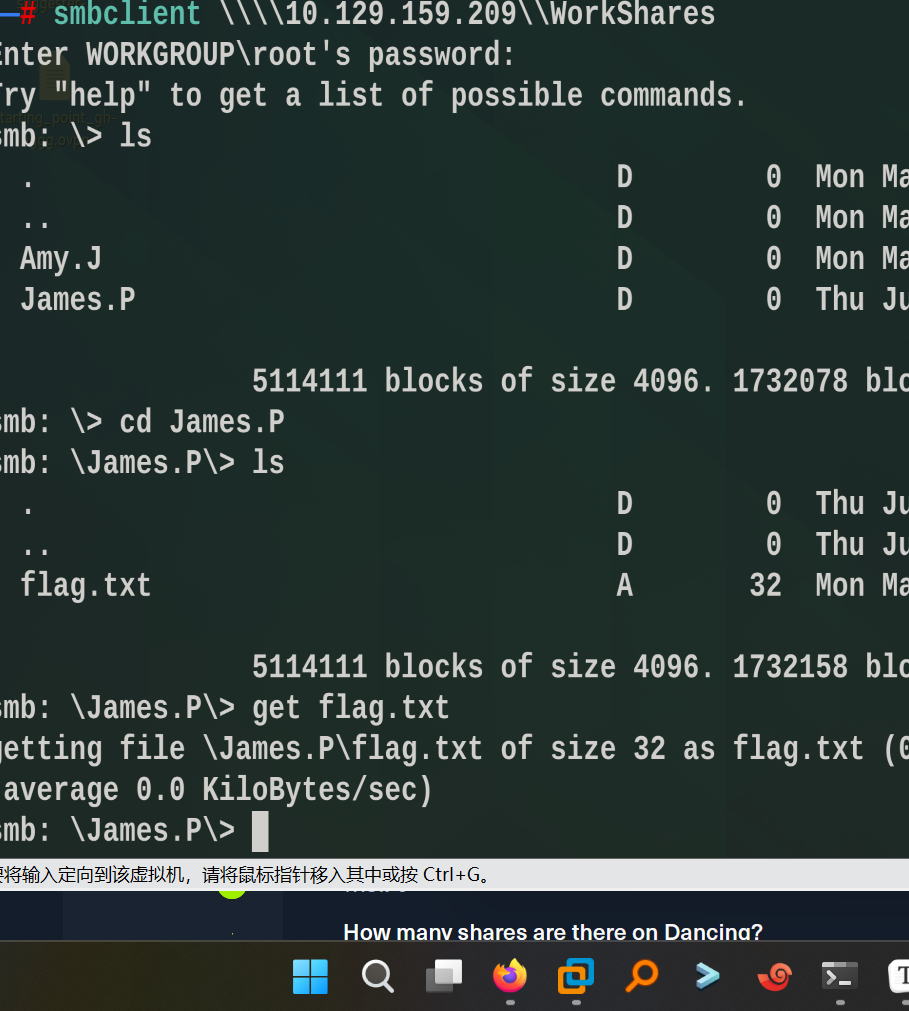 # smbclient \\\\10.129.159.209\\WorkShares
Enter WORKGROUP\root's password:
Try "help" to get a list of possible commands.
smb: \> ls
. D 0 Mon Ma
.. D 0 Mon Ma
Amy.J D 0 Mon Ma
James.P D 0 Thu Ju
5114111 blocks of size 4096. 1732078 blo
smb: \> cd James.P
smb: \James.P\> ls
. D 0 Thu Ju
.. D 0 Thu Ju
flag.txt A 32 Mon Ma
5114111 blocks of size 4096. 1732158 blo
smb: \James.P\> get flag.txt
getting file \James.P\flag.txt of size 32 as flag.txt (0
average 0.0 KiloBytes/sec)
smb: \James.P\>
要将输入定向到该虚拟机，请将鼠标指针移入其中或按 Ctrl+G。
How many shares are there on Dancing?